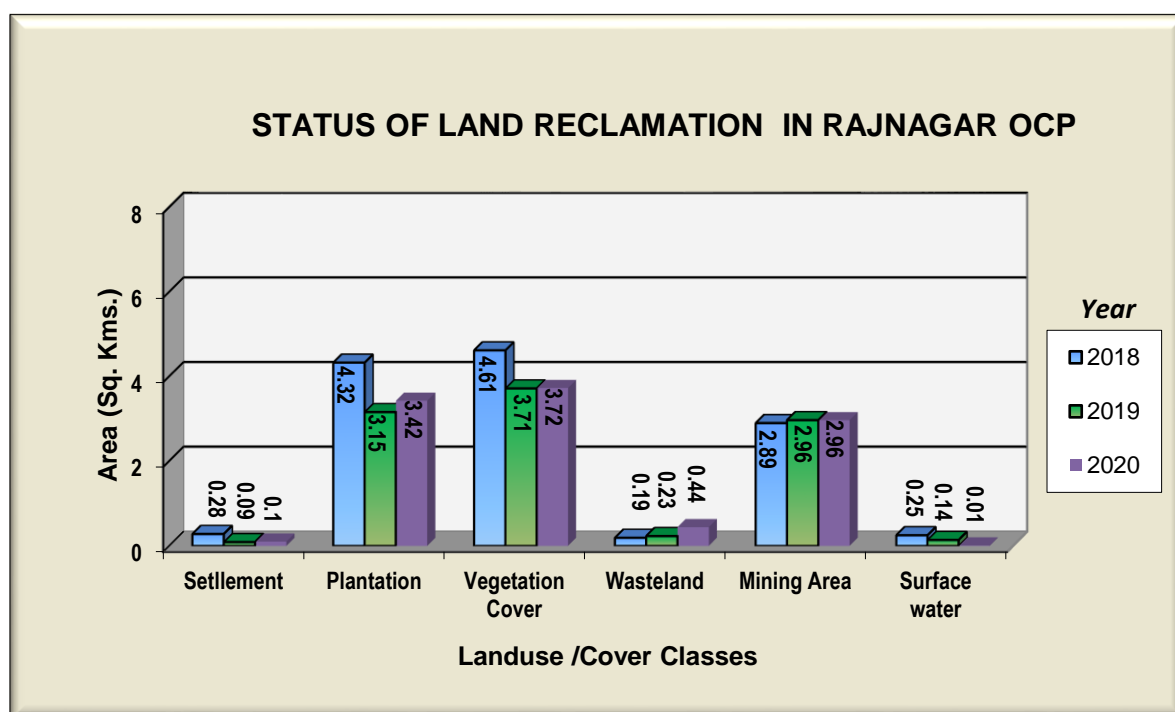 STATUS OF LAND RECLAMATION IN RAJNAGAR OCP
Area (Sq. Kms.)
8
6
4
2
0
0.28
0.09
0.1
4.32
3.15
3.42
4.61
3.71
3.72
0.19
0.23
0.44
2.89
2.96
2.96
0.25
0.14
0.01
Setllement
Plantation
Vegetation
Cover
Wasteland
Mining Area
Surface
water
Landuse /Cover Classes
Year
2018
2019
2020